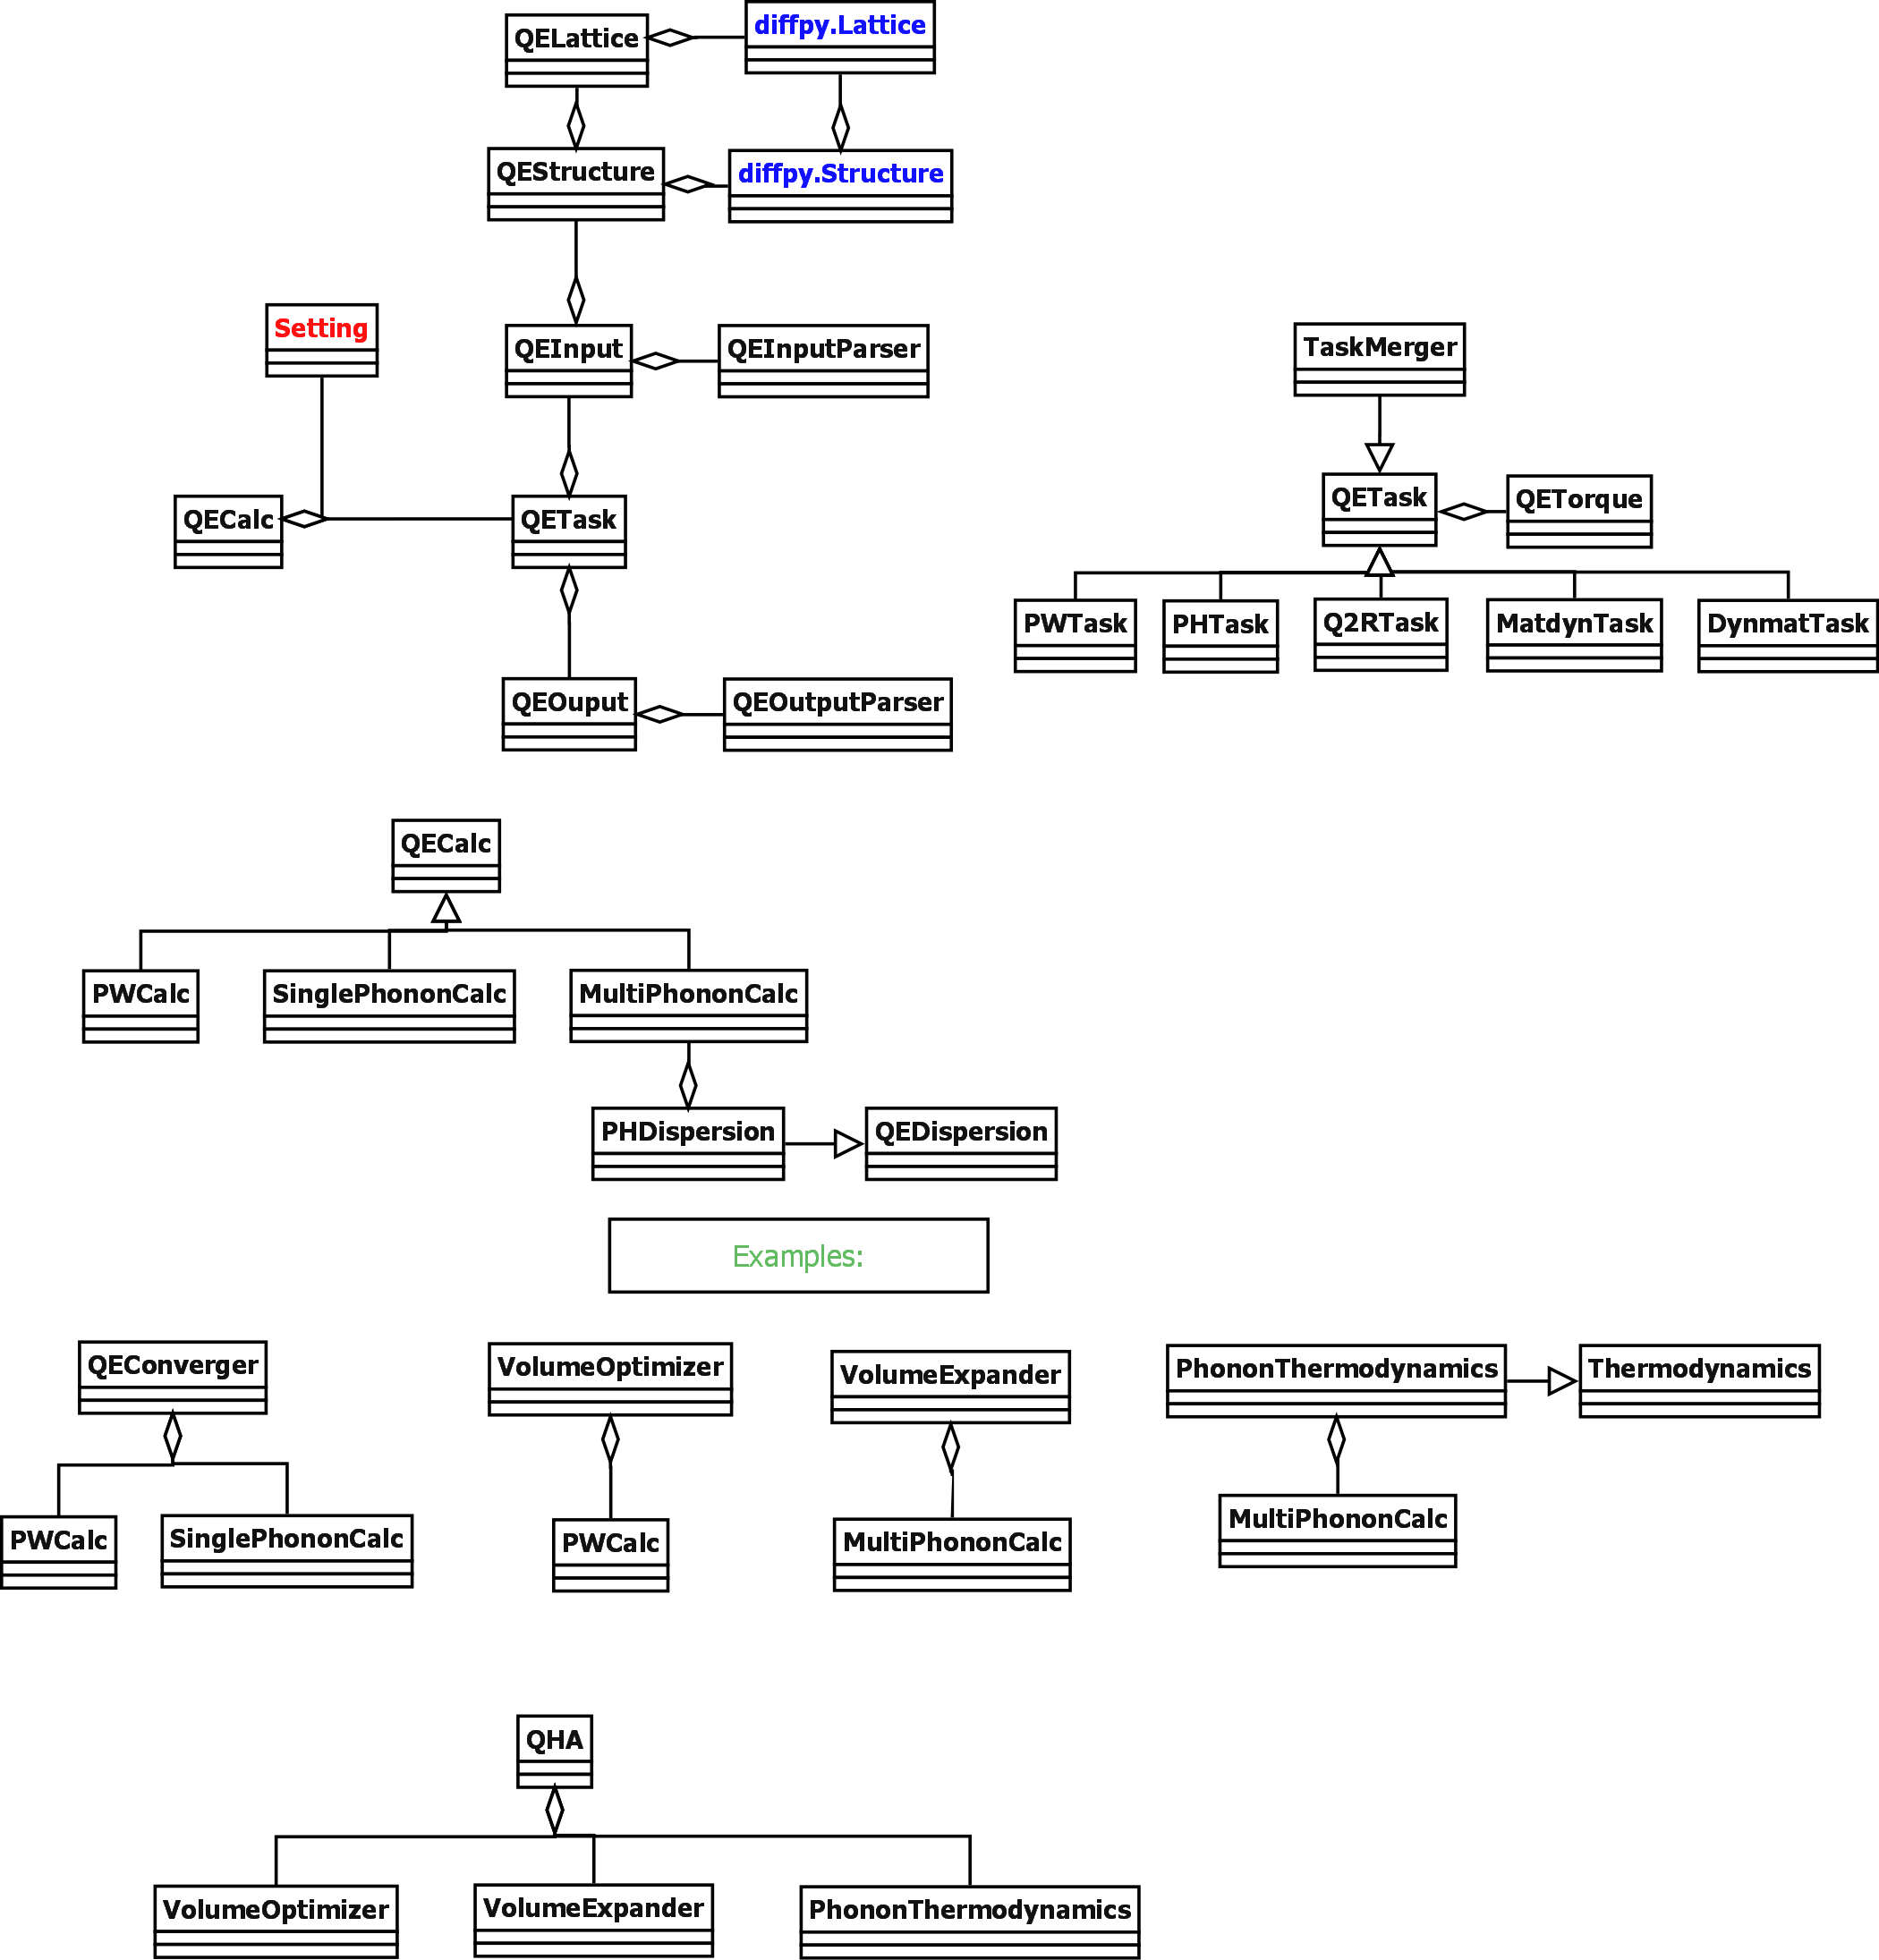 QELattice
diffpy.Lattice
QEStructure
diffpy.Structure
Setting
QEInput
QEInputParser
QECalc
QETask
QEOuput
QEOutputParser
TaskMerger
QETask
QETorque
PWTask
PHTask
Q2RTask
MatdynTask
DynmatTask
QECalc
PWCalc
SinglePhononCalc
MultiPhononCalc
PHDispersion
QEDispersion
Examples:
QEConverger
PWCalc
SinglePhononCalc
VolumeOptimizer
PWCalc
VolumeExpander
MultiPhononCalc
PhononThermodynamics
Thermodynamics
MultiPhononCalc
QHA
VolumeOptimizer
VolumeExpander
PhononThermodynamics